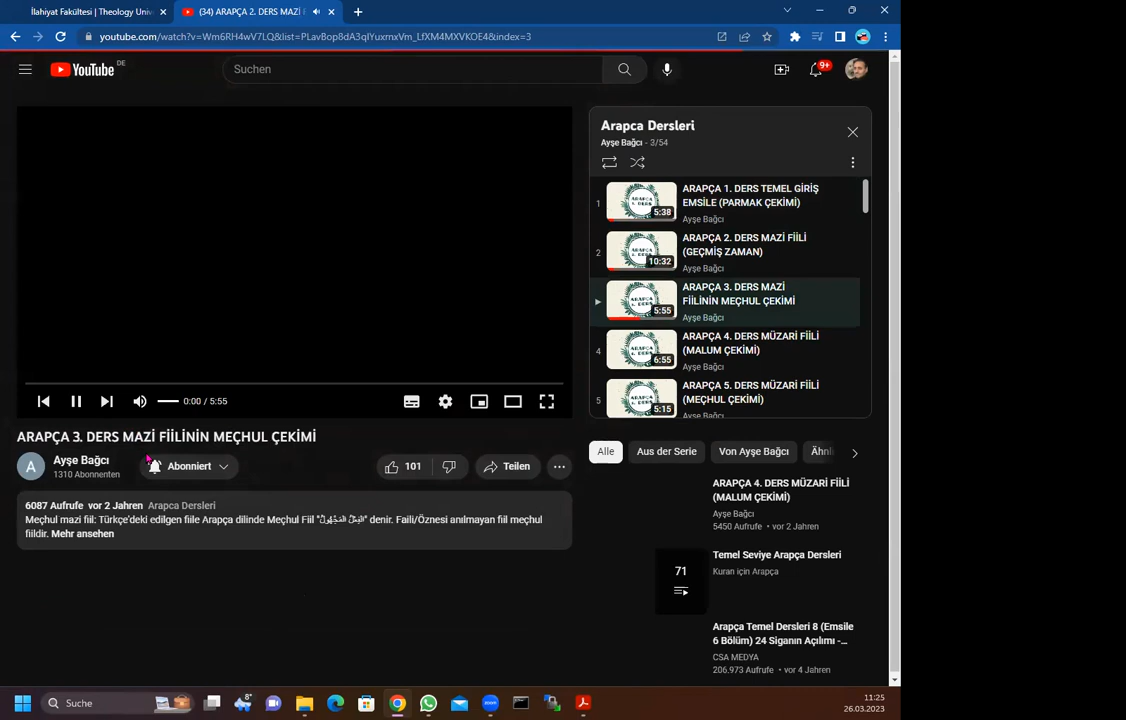 İlahiyat Fakültesi | Theology Univ
(34) ARAPÇA 2. DERS MAZİ F
youtube.com/watch?v=Wm6RH4wV7LQ&list=PLavBop8dA3qIYuxrnxVm_LfXM4MXVKOE4&index=3
YouTube DE
Suchen
9+
Arapca Dersleri
Ayşe Bağcı - 3/54
1
5:38
ARAPÇA 1. DERS TEMEL GİRİŞ
EMSİLE (PARMAK ÇEKİMİ)
Ayşe Bağcı
2
10:32
ARAPÇA 2. DERS MAZİ FİİLİ
(GEÇMİŞ ZAMAN)
Ayşe Bağcı
5:55
ARAPÇA 3. DERS MAZİ
FİİLİNİN MEÇHUL ÇEKİMİ
Ayşe Bağcı
4
6:55
ARAPÇA 4. DERS MÜZARİ FİİLİ
(MALUM ÇEKİMİ)
Ayşe Bağcı
5
5:15
ARAPÇA 5. DERS MÜZARİ FİİLİ
(MEÇHUL ÇEKİMİ)
Ayşe Bağcı
0:00 / 5:55
ARAPÇA 3. DERS MAZİ FİİLİNİN MEÇHUL ÇEKİMİ
A
Ayşe Bağcı
1310 Abonnenten
Abonniert
101
Teilen
6087 Aufrufe vor 2 Jahren Arapca Dersleri
Meçhul mazi fiil: Türkçe'deki edilgen fiile Arapça dilinde Meçhul Fiil "الفِعْلُ المَجْهُولُ" denir. Faili/Öznesi anılmayan fiil meçhul
fiildir. Mehr ansehen
Alle
Aus der Serie
Von Ayşe Bağcı
Ähnl
ARAPÇA 4. DERS MÜZARİ FİİLİ
(MALUM ÇEKİMİ)
Ayşe Bağcı
5450 Aufrufe • vor 2 Jahren
71
Temel Seviye Arapça Dersleri
Kuran için Arapça
Arapça Temel Dersleri 8 (Emsile
6 Bölüm) 24 Siganın Açılımı -...
CSA MEDYA
206.973 Aufrufe • vor 4 Jahren
Suche
8°
zoom
11:25
26.03.2023